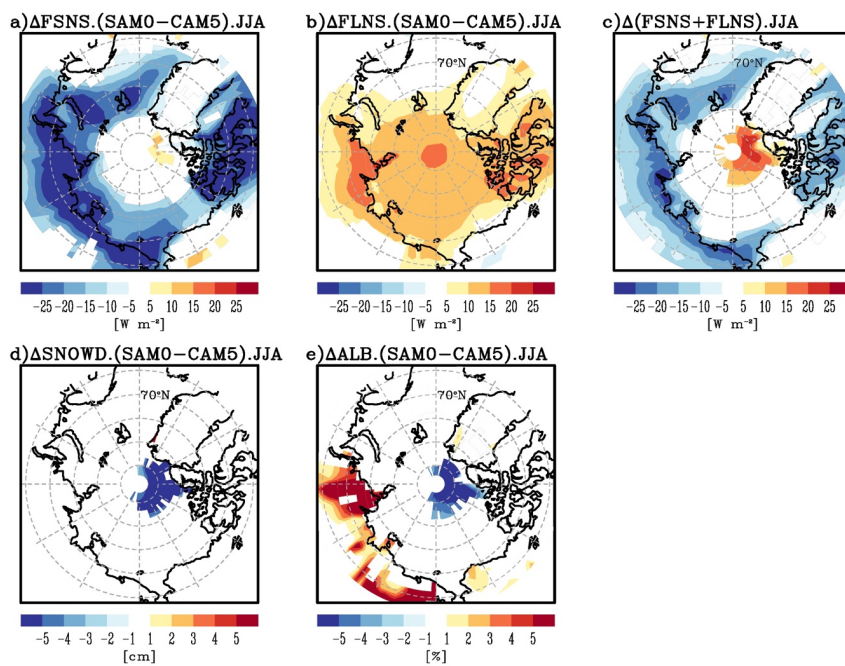 a)ΔFSNS.(SAM0−CAM5).JJA
b)ΔFLNS.(SAM0−CAM5).JJA
c)Δ(FSNS+FLNS).JJA
70°N
70°N
-25 -20 -15 -10 -5 5 10 15 20 25
[W m⁻²]
-25 -20 -15 -10 -5 5 10 15 20 25
[W m⁻²]
-25 -20 -15 -10 -5 5 10 15 20 25
[W m⁻²]
d)ΔSNOWD.(SAM0−CAM5).JJA
e)ΔALB.(SAM0−CAM5).JJA
70°N
70°N
-5 -4 -3 -2 -1 1 2 3 4 5
[cm]
-5 -4 -3 -2 -1 1 2 3 4 5
[%]